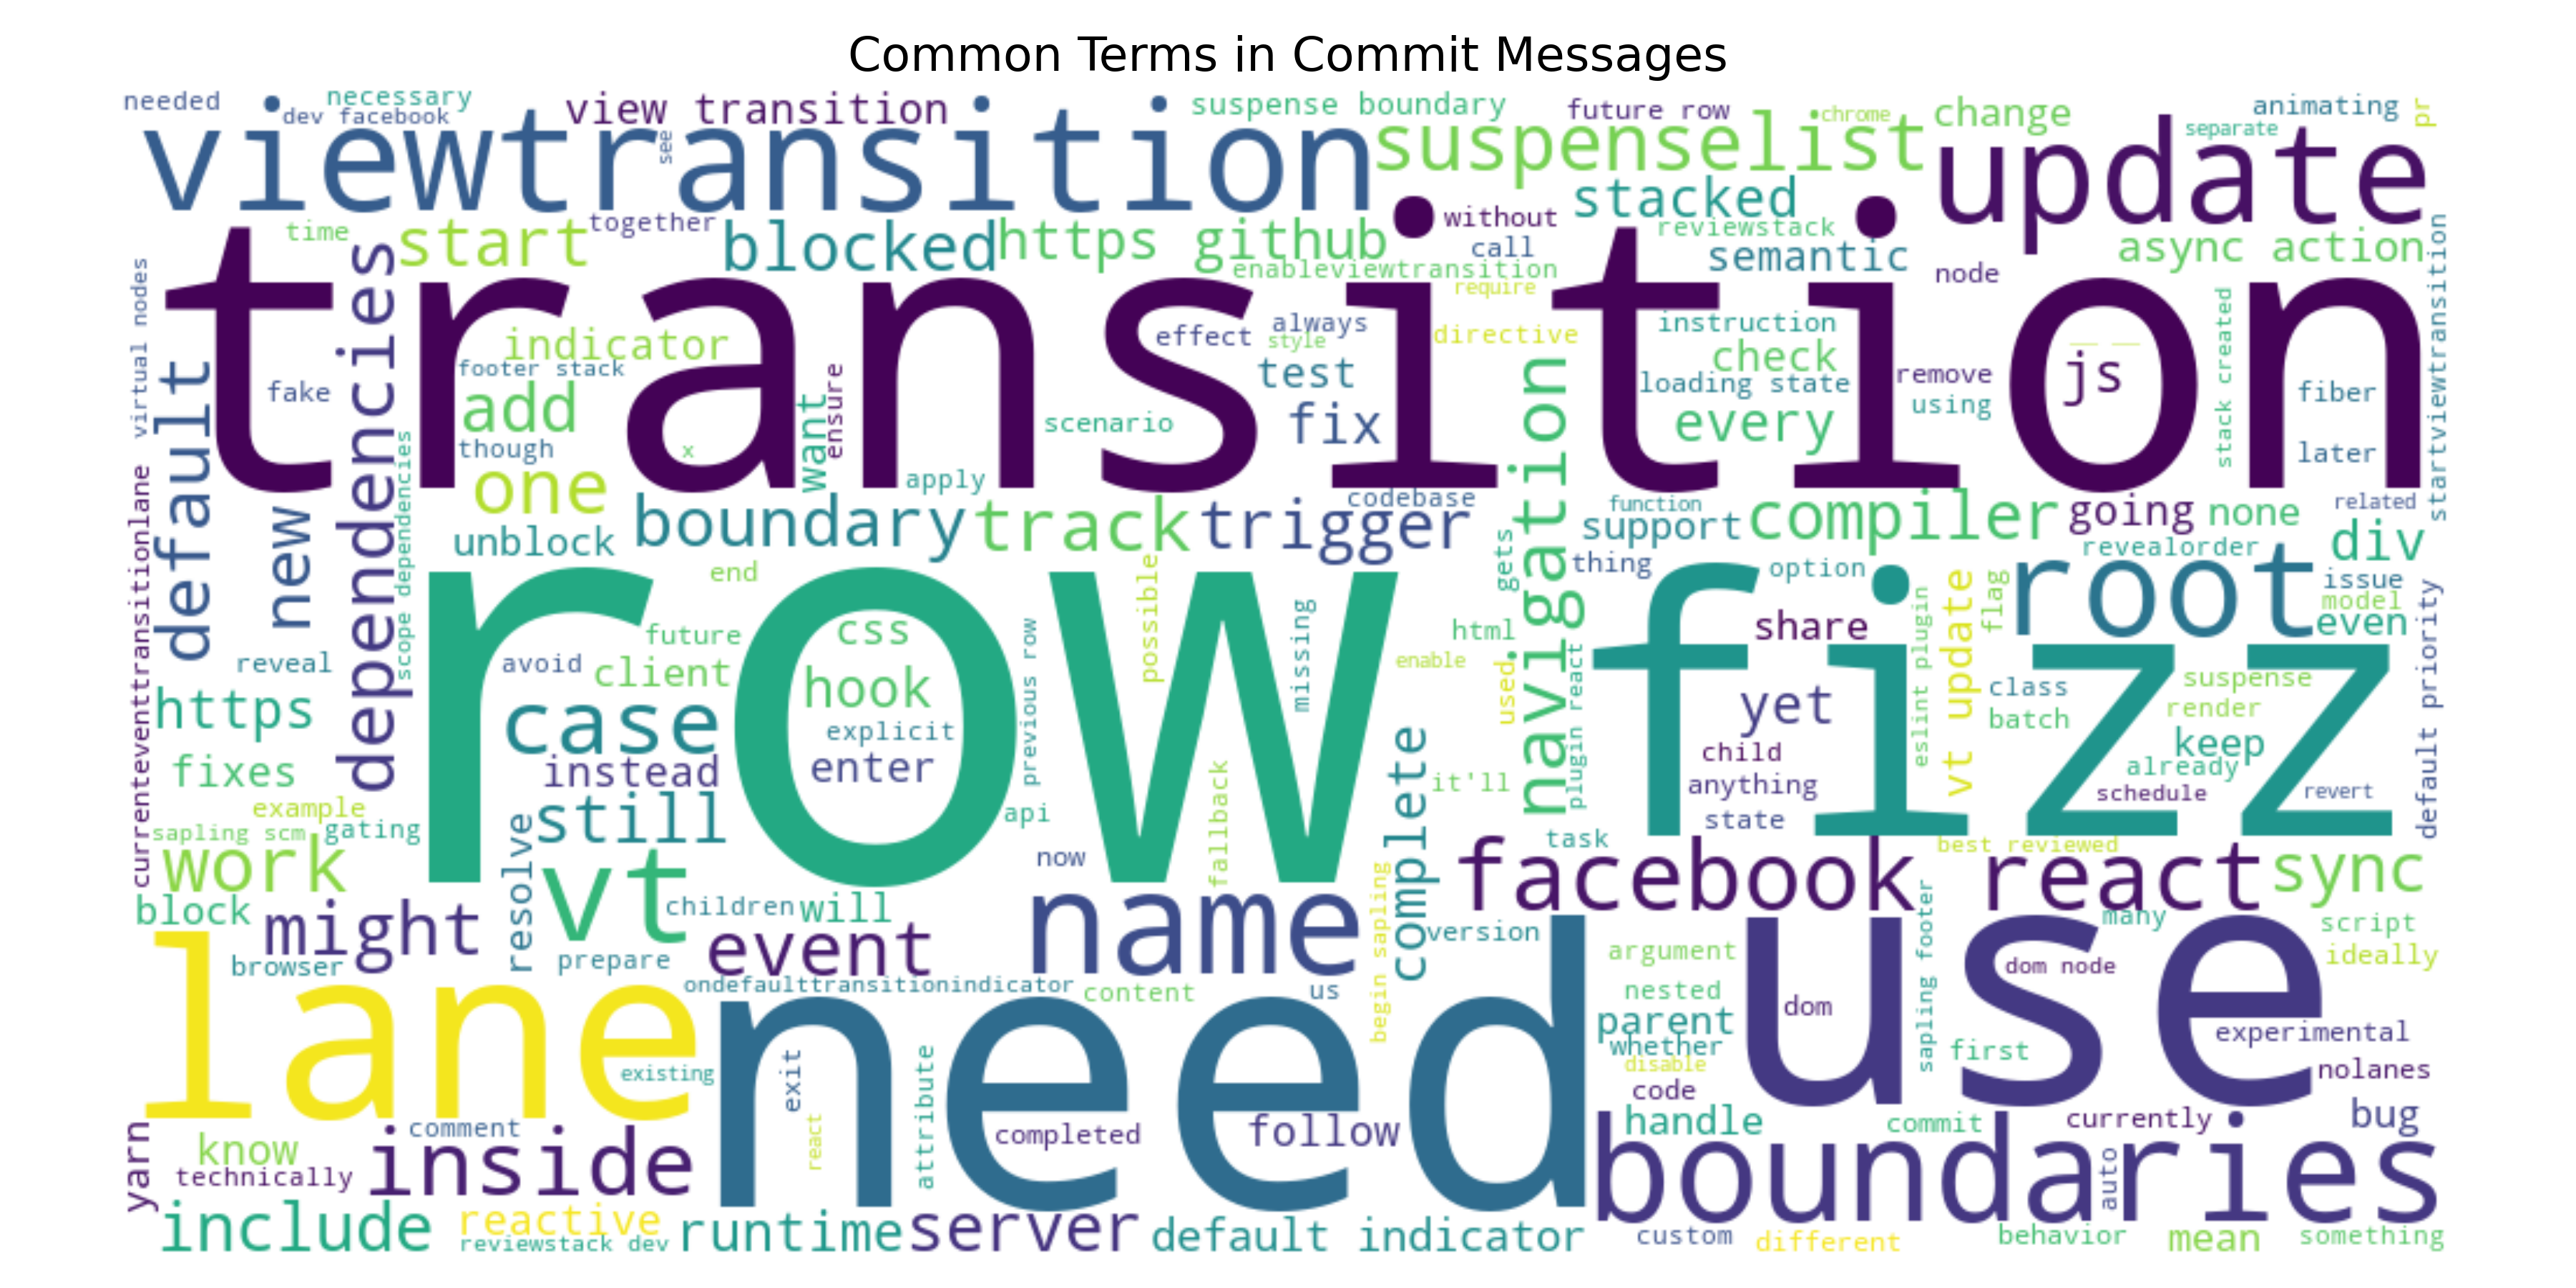 Common Terms in Commit Messages
needed
necessary
dev facebook
view transition
suspense boundary
future row
chrome
change
animating
pr
viewtransition
see
suspenselist
separate
update
time
start
together
blocked
https github
without
stacked
call
reviewstack
semantic
async action
enableviewtransition
require
node
transition
virtual nodes
default
dependencies
indicator
footer stack
fake
add
though
x
one
want
ensure
effect
always
style
directive
test
fix
scenario
apply
instruction
check
loading state
every
remove
using
js
__ __
stack created
fiber
later
startviewtransition
currenteventtransitionlane
new
scope dependencies
unblock
boundary
track
trigger
codebase
navigation
function
support
compiler
going
none
related
div
thing
option
revealorder
gets
end
possible
row
future
css
client
hook
avoid
explicit
enter
case
instead
previous row
missing
html
enable
used
plugin react
fizz
share
yet
child
anything
state
eslint plugin
vt update
flag
root
issue
model
even
class
batch
suspense
render
keep
already
schedule
revert
default priority
reveal
https
fixes
example
sapling scm
gating
work
still
resolve
api
now
fallback
complete
it'll
task
best reviewed
block
might
vt
children
will
event
name
begin sapling
facebook react
sync
version
many
script
ideally
browser
prepare
ondefaulttransitionindicator
content
us
lane
existing
need
exit
react
attribute
completed
follow
argument
nested
parent
whether
disable
code
handle
use
dom
dom node
sapling footer
first
experimental
nolanes
commit
currently
bug
yarn
know
technically
comment
inside
boundaries
auto
include
reactive
reviewstack dev
runtime
server
default indicator
custom
different
behavior
mean
something